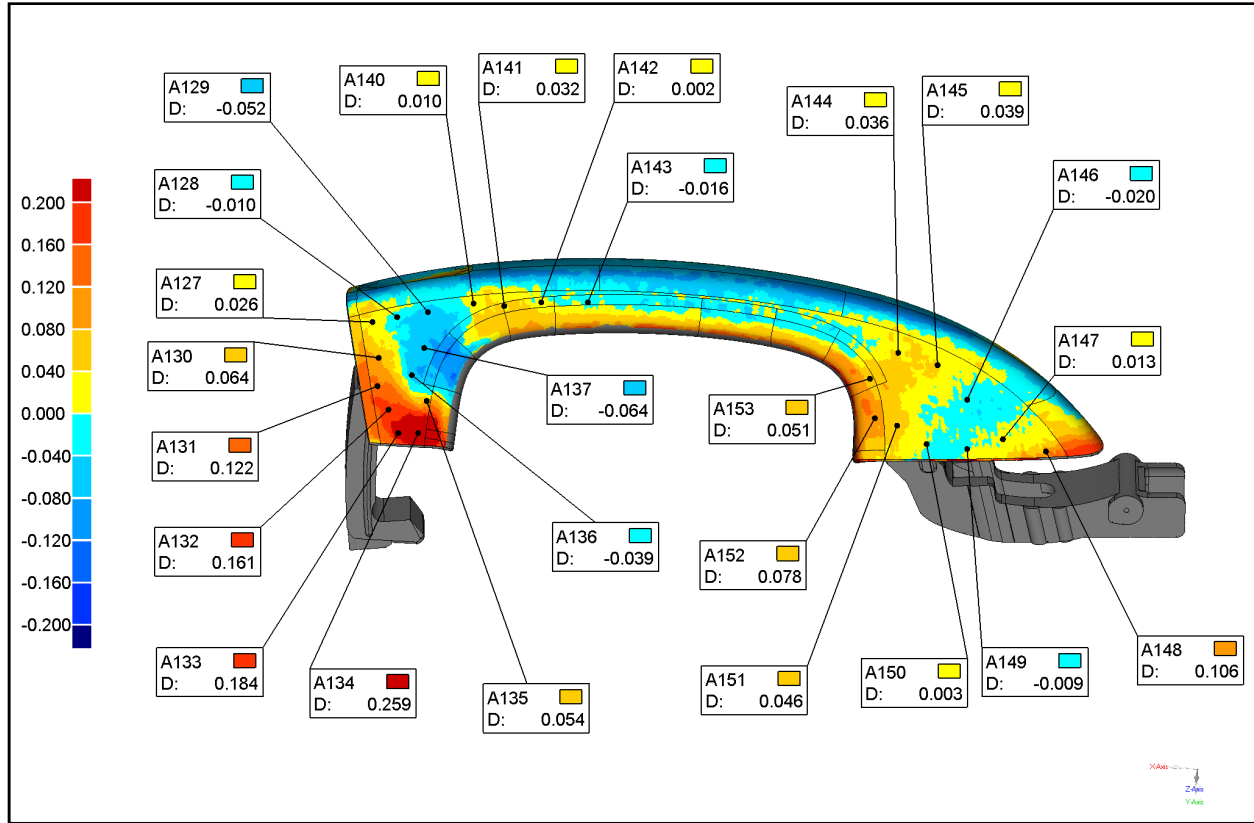 A129
D: -0.052
A140
D: 0.010
A141
D: 0.032
A142
D: 0.002
A144
D: 0.036
A145
D: 0.039
A128
D: -0.010
A143
D: -0.016
A146
D: -0.020
0.200
0.160
0.120
0.080
0.040
0.000
-0.040
-0.080
-0.120
-0.160
-0.200
A127
D: 0.026
A130
D: 0.064
A131
D: 0.122
A132
D: 0.161
A133
D: 0.184
A134
D: 0.259
A135
D: 0.054
A136
D: -0.039
A137
D: -0.064
A147
D: 0.013
A153
D: 0.051
A152
D: 0.078
A151
D: 0.046
A150
D: 0.003
A149
D: -0.009
A148
D: 0.106
X-Axis
Z-Axis
Y-Axis